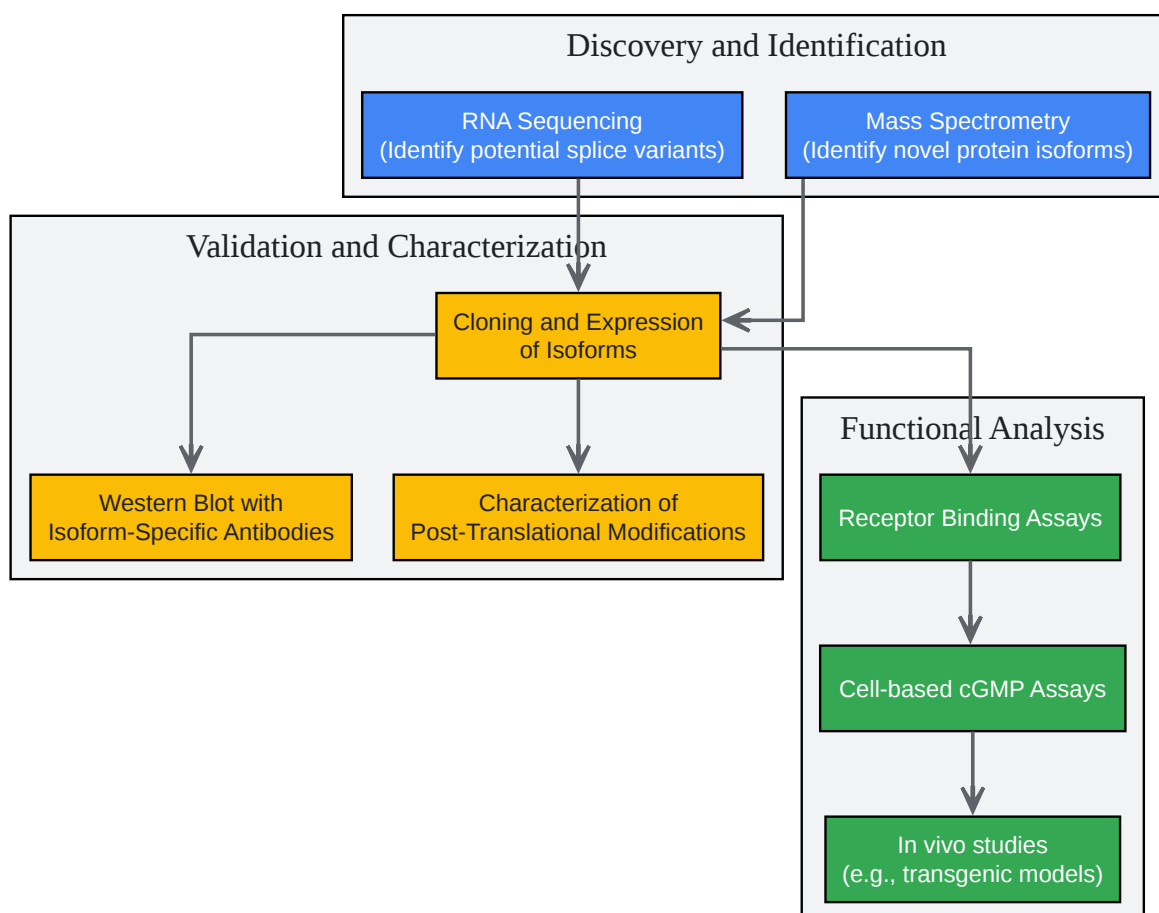 Discovery and Identification
RNA Sequencing
(Identify potential splice variants)
Mass Spectrometry
(Identify novel protein isoforms)
Validation and Characterization
Cloning and Expression
of Isoforms
Western Blot with
Isoform-Specific Antibodies
Characterization of
Post-Translational Modifications
Functional Analysis
Receptor Binding Assays
Cell-based cGMP Assays
In vivo studies
(e.g., transgenic models)